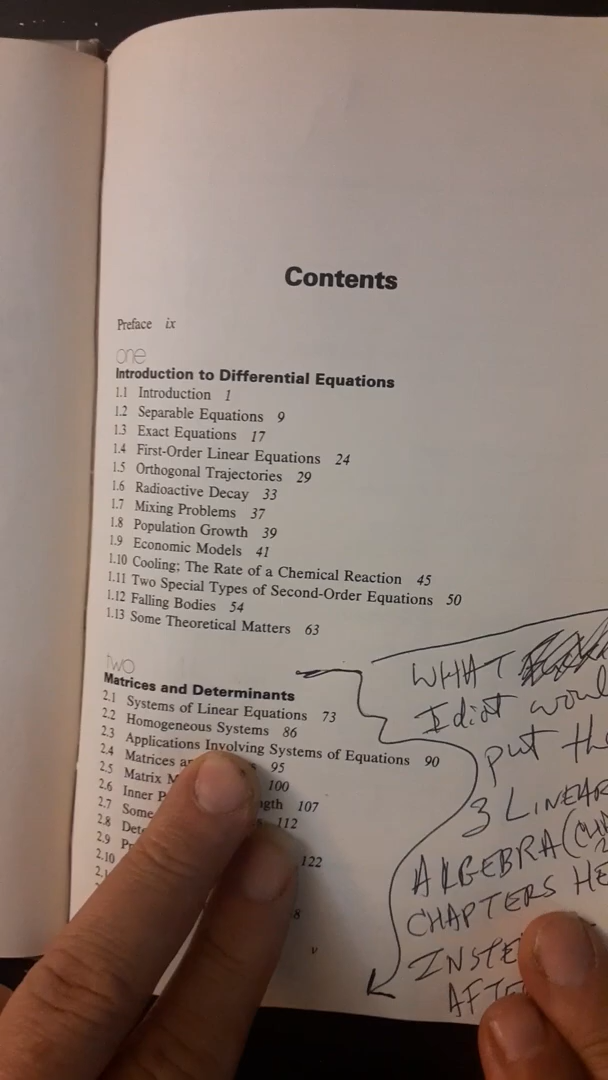 Contents
Preface ix
one
Introduction to Differential Equations
1.1 Introduction 1
1.2 Separable Equations 9
1.3 Exact Equations 17
1.4 First-Order Linear Equations 24
1.5 Orthogonal Trajectories 29
1.6 Radioactive Decay 33
1.7 Mixing Problems 37
1.8 Population Growth 39
1.9 Economic Models 41
1.10 Cooling; The Rate of a Chemical Reaction 45
1.11 Two Special Types of Second-Order Equations 50
1.12 Falling Bodies 54
1.13 Some Theoretical Matters 63
two
Matrices and Determinants
2.1 Systems of Linear Equations 73
2.2 Homogeneous Systems 86
2.3 Applications Involving Systems of Equations 90
2.4 Matrices 95
2.5 Matrix 100
2.6 Inner 107
2.7 Some 112
2.8
2.9 122
2.10
v
WHAT
Idiot
put
3 LINEAR
ALGEBRA
CHAPTERS